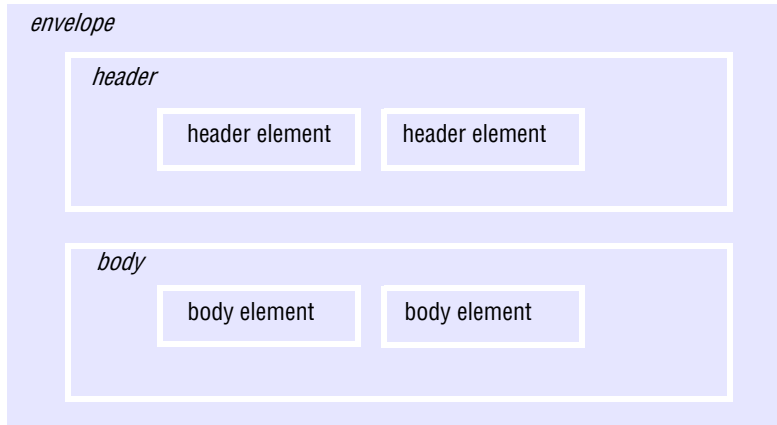 envelope
header
header element header element
body
body element body element